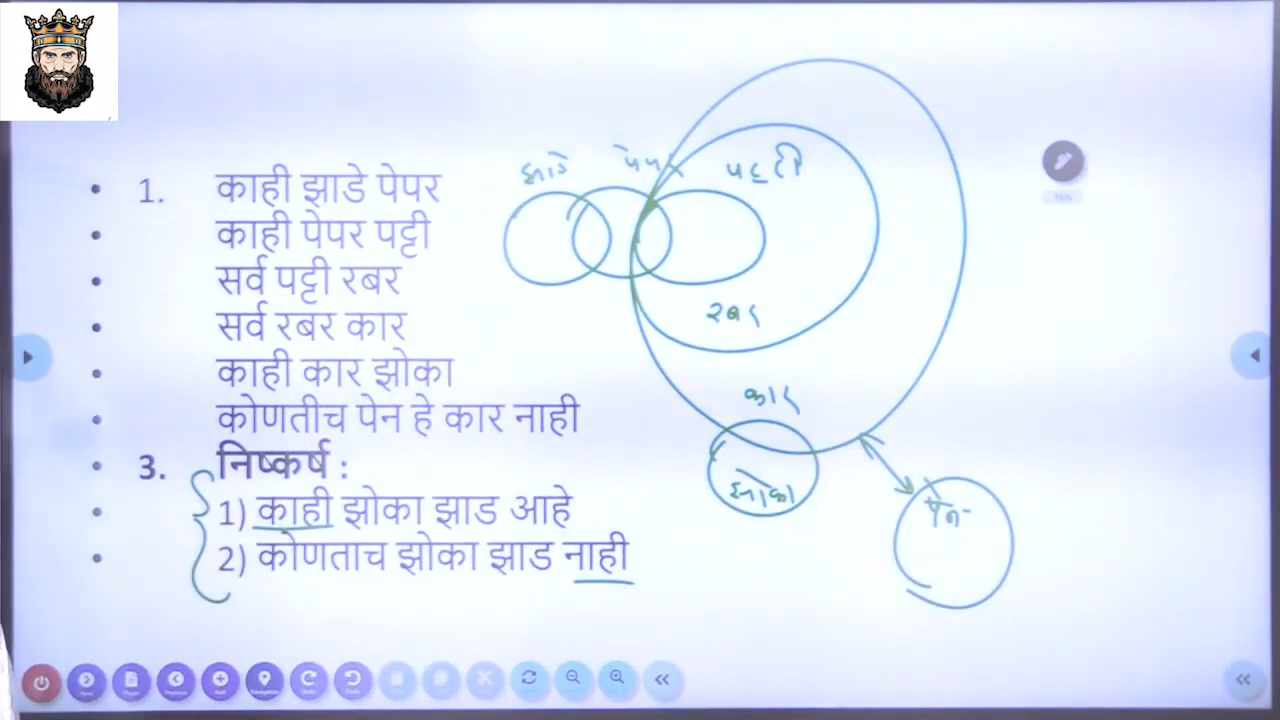 1. काही झाडे पेपर
काही पेपर पट्टी
सर्व पट्टी रबर
सर्व रबर कार
काही कार झोका
कोणतीच पेन हे कार नाही
3. निष्कर्ष :
1) काही झोका झाड आहे
2) कोणताच झोका झाड नाही
झाडे
पेपर
पट्टी
रबर
कार
झोका
पेन